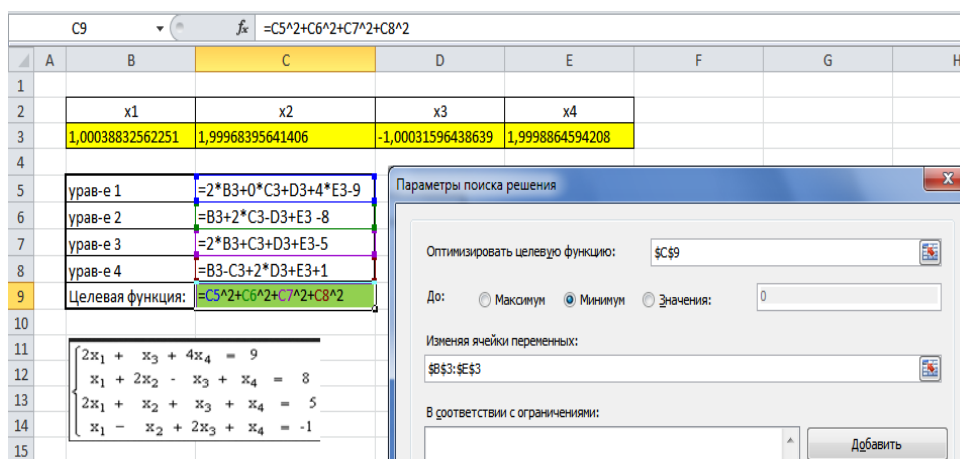 C9 fx =C5^2+C6^2+C7^2+C8^2
A B C D E F G H
1
2 x1 x2 x3 x4
3 1,00038832562251 1,99968395641406 -1,00031596438639 1,9998864594208
4
5 урав-е 1 =2*B3+0*C3+D3+4*E3-9
6 урав-е 2 =B3+2*C3-D3+E3 -8
7 урав-е 3 =2*B3+C3+D3+E3-5
8 урав-е 4 =B3-C3+2*D3+E3+1
9 Целевая функция: =C5^2+C6^2+C7^2+C8^2
10
11 2x₁ + x₃ + 4x₄ = 9
12 x₁ + 2x₂ - x₃ + x₄ = 8
13 2x₁ + x₂ + x₃ + x₄ = 5
14 x₁ − x₂ + 2x₃ + x₄ = -1
15
Параметры поиска решения
Оптимизировать целевую функцию: $C$9
До: Максимум Минимум Значения: 0
Изменяя ячейки переменных:
$B$3:$E$3
В соответствии с ограничениями:
Добавить